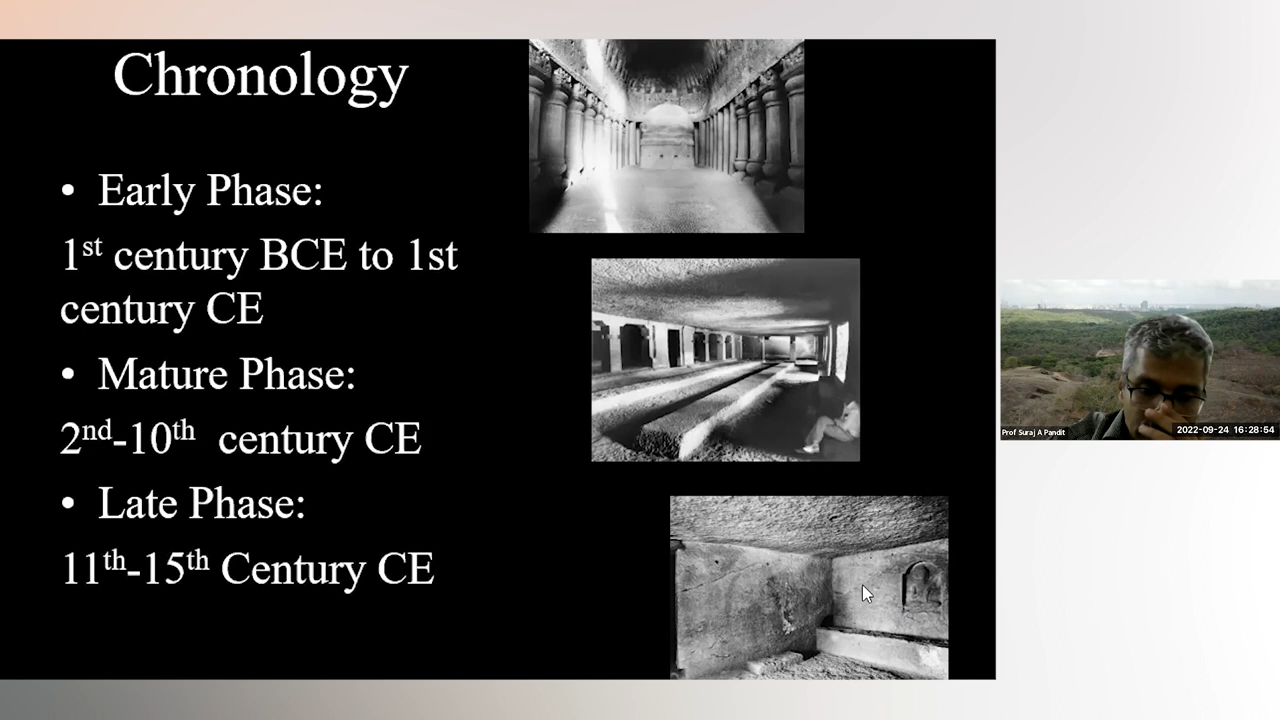 Chronology
• Early Phase:
1st century BCE to 1st
century CE
• Mature Phase:
2nd-10th century CE
• Late Phase:
11th-15th Century CE
Prof Suraj A Pandit
2022-09-24 16:28:54